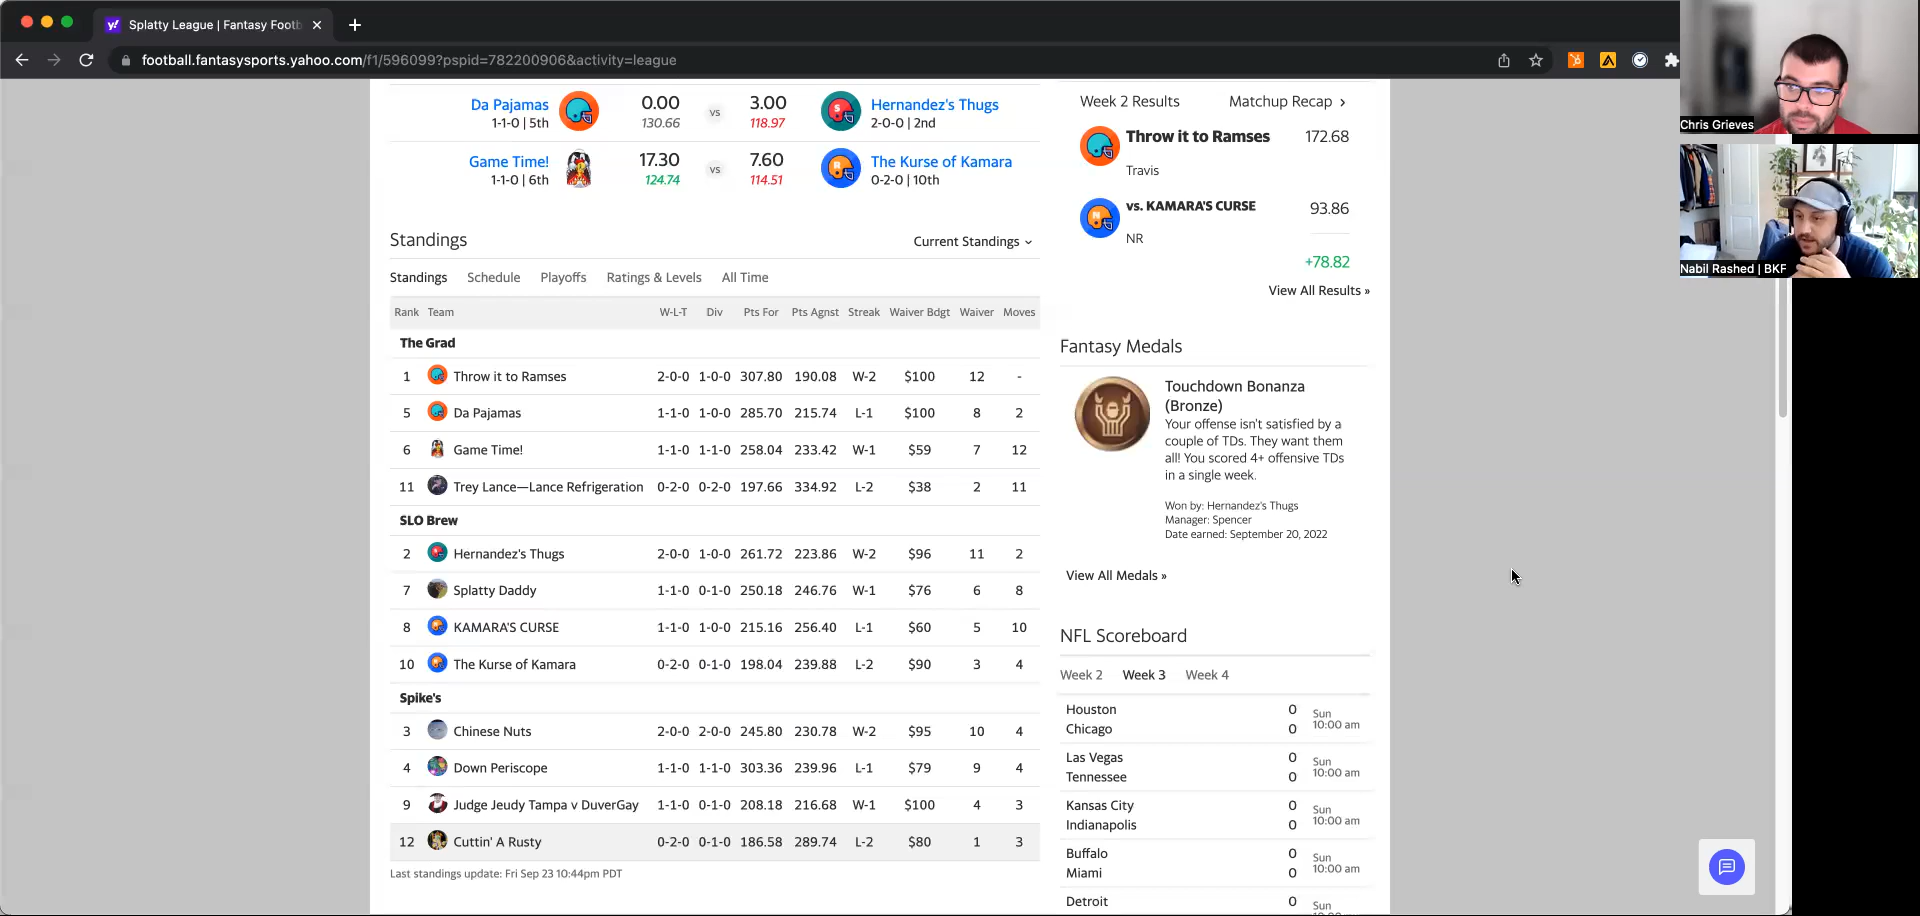 Splatty League | Fantasy Footb
football.fantasysports.yahoo.com/f1/596099?pspid=782200906&activity=league
Da Pajamas 0.00 vs 3.00 Hernandez's Thugs
1-1-0 | 5th 130.66 118.97 2-0-0 | 2nd
Game Time! 17.30 vs 7.60 The Kurse of Kamara
1-1-0 | 6th 124.74 114.51 0-2-0 | 10th
Standings Current Standings
Standings Schedule Playoffs Ratings & Levels All Time
Rank Team W-L-T Div Pts For Pts Agnst Streak Waiver Bdgt Waiver Moves
The Grad
1 Throw it to Ramses 2-0-0 1-0-0 307.80 190.08 W-2 $100 12 -
5 Da Pajamas 1-1-0 1-0-0 285.70 215.74 L-1 $100 8 2
6 Game Time! 1-1-0 1-1-0 258.04 233.42 W-1 $59 7 12
11 Trey Lance—Lance Refrigeration 0-2-0 0-2-0 197.66 334.92 L-2 $38 2 11
SLO Brew
2 Hernandez's Thugs 2-0-0 1-0-0 261.72 223.86 W-2 $96 11 2
7 Splatty Daddy 1-1-0 0-1-0 250.18 246.76 W-1 $76 6 8
8 KAMARA'S CURSE 1-1-0 1-0-0 215.16 256.40 L-1 $60 5 10
10 The Kurse of Kamara 0-2-0 0-1-0 198.04 239.88 L-2 $90 3 4
Spike's
3 Chinese Nuts 2-0-0 2-0-0 245.80 230.78 W-2 $95 10 4
4 Down Periscope 1-1-0 1-1-0 303.36 239.96 L-1 $79 9 4
9 Judge Jeudy Tampa v DuverGay 1-1-0 0-1-0 208.18 216.68 W-1 $100 4 3
12 Cuttin' A Rusty 0-2-0 0-1-0 186.58 289.74 L-2 $80 1 3
Last standings update: Fri Sep 23 10:44pm PDT
Week 2 Results Matchup Recap
Throw it to Ramses 172.68
Travis
vs. KAMARA'S CURSE 93.86
NR
+78.82
View All Results »
Fantasy Medals
Touchdown Bonanza
(Bronze)
Your offense isn't satisfied by a
couple of TDs. They want them
all! You scored 4+ offensive TDs
in a single week.
Won by: Hernandez's Thugs
Manager: Spencer
Date earned: September 20, 2022
View All Medals »
NFL Scoreboard
Week 2 Week 3 Week 4
Houston 0 Sun
Chicago 0 10:00 am
Las Vegas 0 Sun
Tennessee 0 10:00 am
Kansas City 0 Sun
Indianapolis 0 10:00 am
Buffalo 0 Sun
Miami 0 10:00 am
Detroit 0 Sun
Chris Grieves
Nabil Rashed | BKF